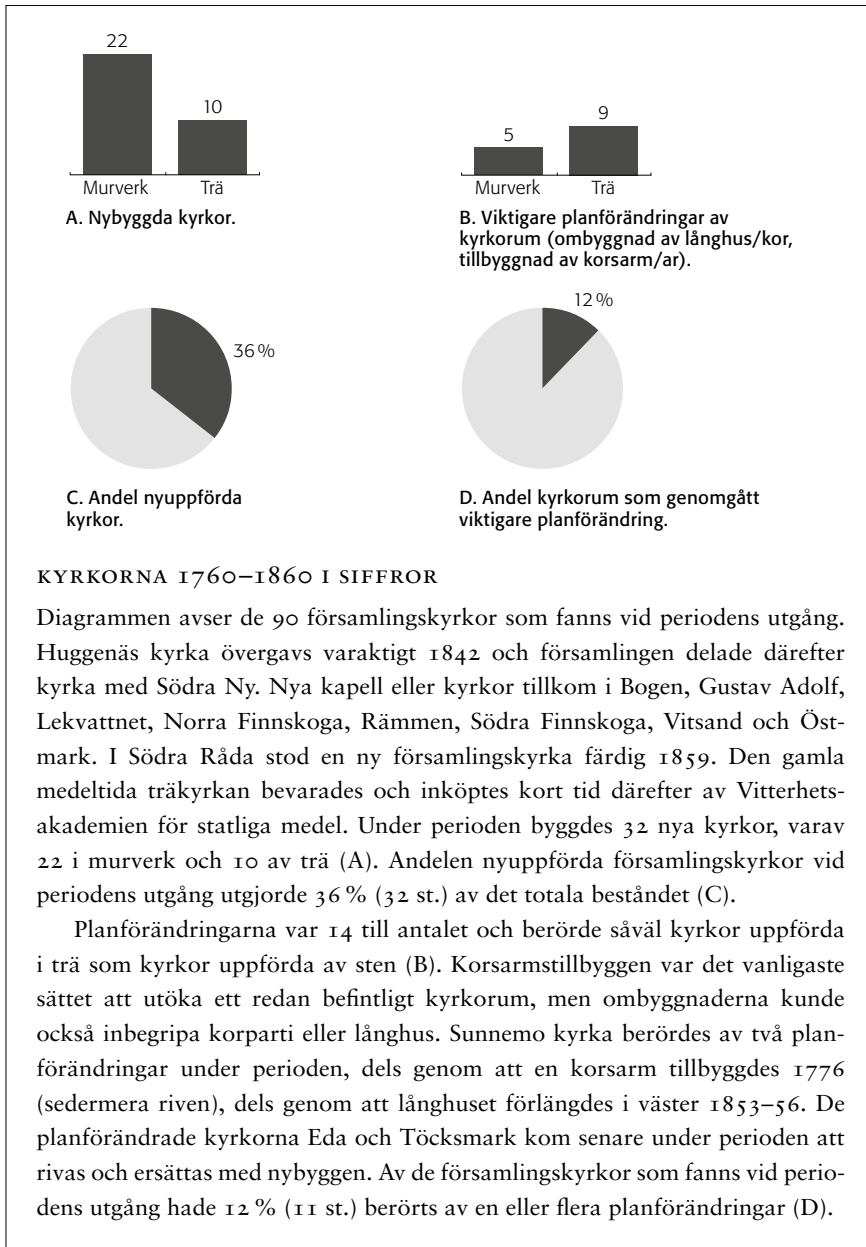 22
10
Murverk Trä
A. Nybyggda kyrkor.
5
9
Murverk Trä
B. Viktigare planförändringar av
kyrkorum (ombyggnad av långhus/kor,
tillbyggnad av korsarm/ar).
36 %
C. Andel nyuppförda
kyrkor.
12 %
D. Andel kyrkorum som genomgått
viktigare planförändring.
KYRKORNA 1760–1860 I SIFFROR
Diagrammen avser de 90 församlingskyrkor som fanns vid periodens utgång.
Huggenäs kyrka övergavs varaktigt 1842 och församlingen delade därefter
kyrka med Södra Ny. Nya kapell eller kyrkor tillkom i Bogen, Gustav Adolf,
Lekvattnet, Norra Finnskoga, Rämmen, Södra Finnskoga, Vitsand och Öst-
mark. I Södra Råda stod en ny församlingskyrka färdig 1859. Den gamla
medeltida träkyrkan bevarades och inköptes kort tid därefter av Vitterhets-
akademien för statliga medel. Under perioden byggdes 32 nya kyrkor, varav
22 i murverk och 10 av trä (A). Andelen nyuppförda församlingskyrkor vid
periodens utgång utgjorde 36 % (32 st.) av det totala beståndet (C).
Planförändringarna var 14 till antalet och berörde såväl kyrkor uppförda
i trä som kyrkor uppförda av sten (B). Korsarmstillbyggen var det vanligaste
sättet att utöka ett redan befintligt kyrkorum, men ombyggnaderna kunde
också inbegripa korparti eller långhus. Sunnemo kyrka berördes av två plan-
förändringar under perioden, dels genom att en korsarm tillbyggdes 1776
(sedermera riven), dels genom att långhuset förlängdes i väster 1853–56. De
planförändrade kyrkorna Eda och Töcksmark kom senare under perioden att
rivas och ersättas med nybyggen. Av de församlingskyrkor som fanns vid perio-
dens utgång hade 12 % (11 st.) berörts av en eller flera planförändringar (D).